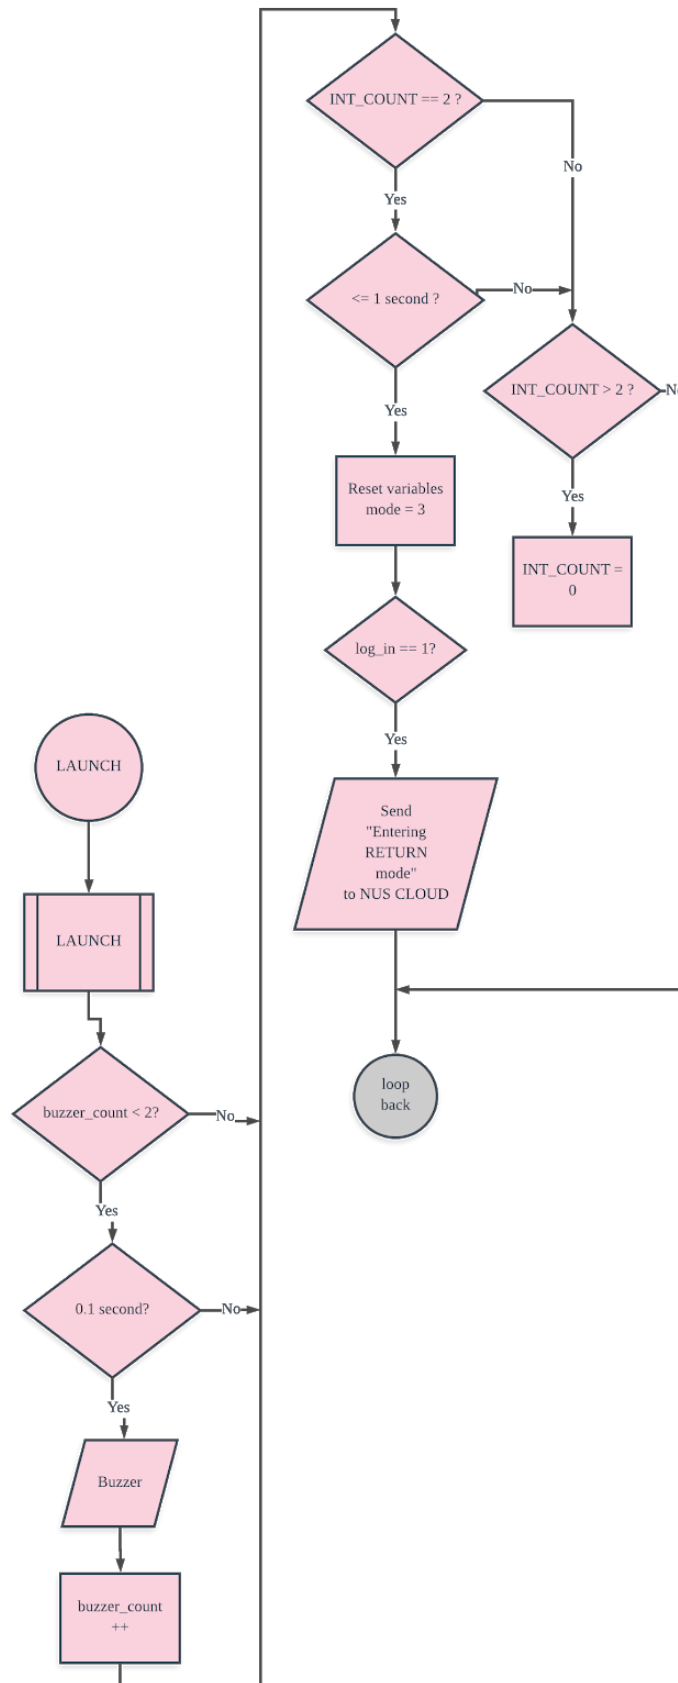 INT_COUNT == 2 ?
No
Yes
<= 1 second ?
No
INT_COUNT > 2 ?
Yes
Reset variables
mode = 3
Yes
INT_COUNT =
0
log_in == 1?
Yes
Send
"Entering
RETURN
mode"
to NUS CLOUD
loop
back
LAUNCH
LAUNCH
buzzer_count < 2?
No
Yes
0.1 second?
No
Yes
Buzzer
buzzer_count
++